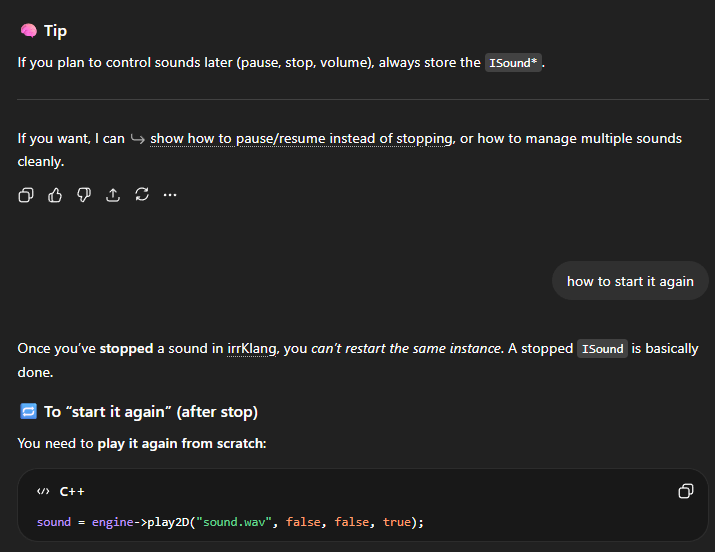 Tip
If you plan to control sounds later (pause, stop, volume), always store the ISound*.
If you want, I can show how to pause/resume instead of stopping, or how to manage multiple sounds
cleanly.
how to start it again
Once you’ve stopped a sound in irrKlang, you can’t restart the same instance. A stopped ISound is basically
done.
To “start it again” (after stop)
You need to play it again from scratch:
C++
sound = engine->play2D("sound.wav", false, false, true);